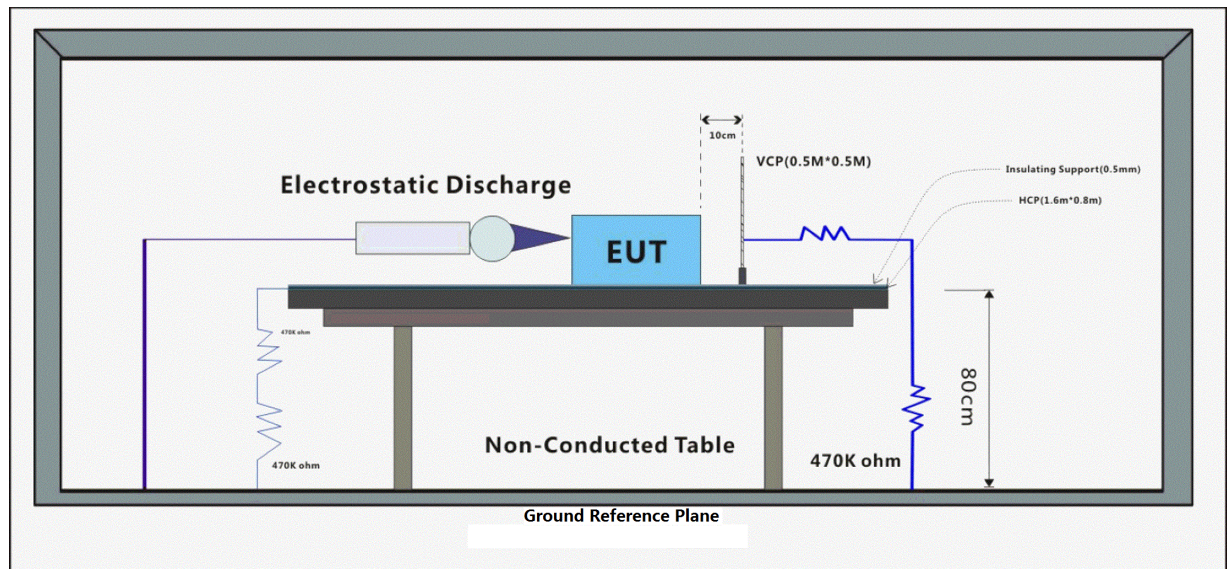 10cm
VCP(0.5M*0.5M)
Insulating Support(0.5mm)
Electrostatic Discharge
HCP(1.6m*0.8m)
EUT
470K ohm
80cm
Non-Conducted Table
470K ohm
470K ohm
Ground Reference Plane